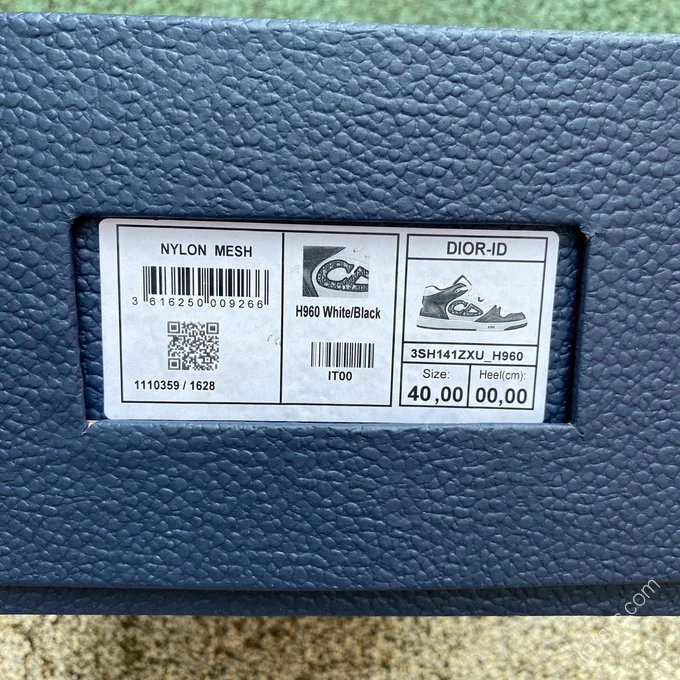 NYLON MESH
3 616250 009266
1110359 / 1628
H960 White/Black
IT00
DIOR-ID
3SH141ZXU_H960
Size: Heel(cm):
40,00 00,00